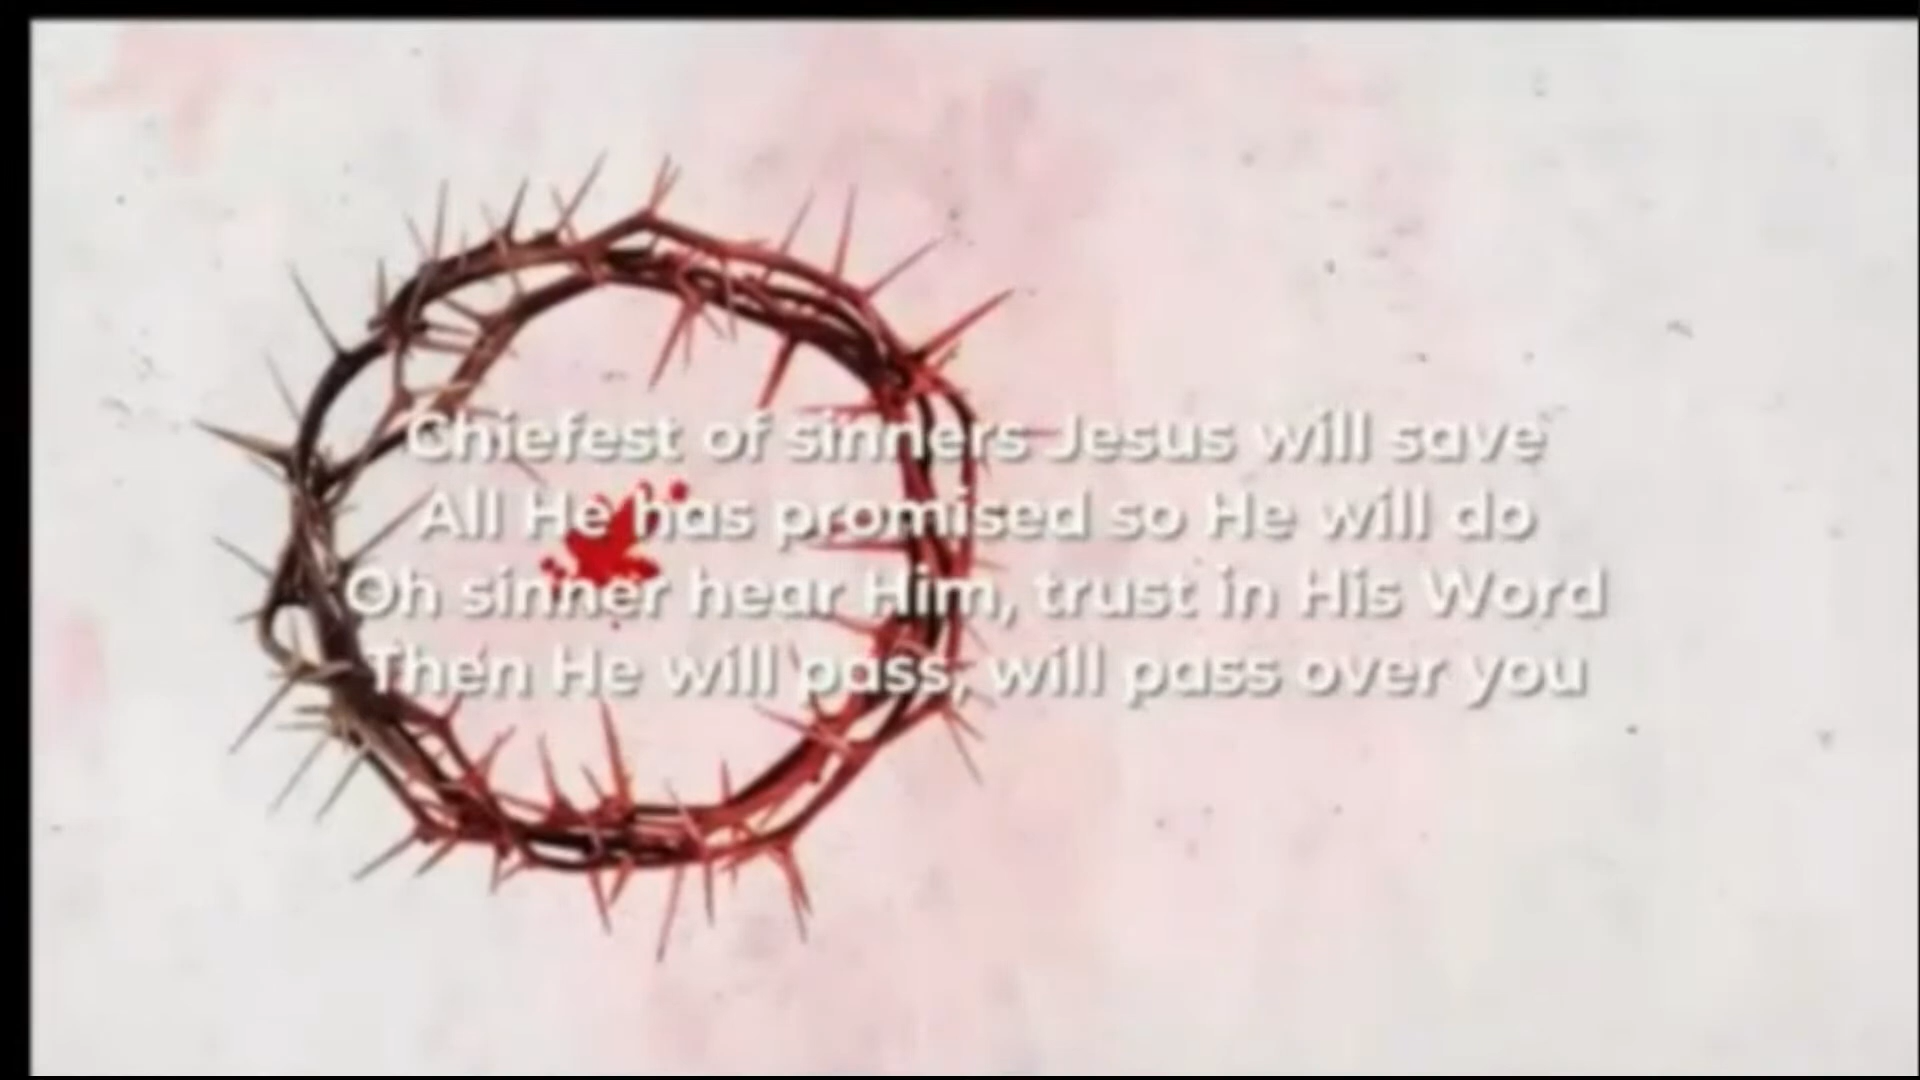 Chiefest of sinners Jesus will save
All He has promised so He will do
Oh sinner hear Him, trust in His Word
Then He will pass, will pass over you